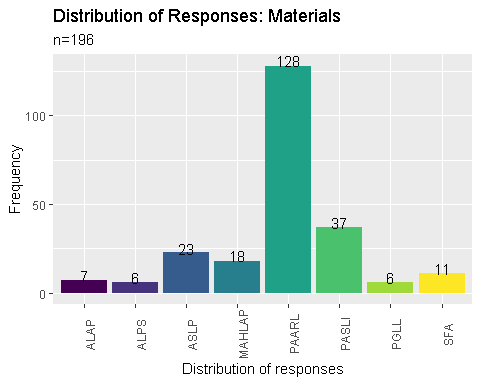 Distribution of Responses: Materials
n=196
Frequency
100
50
0
7
6
23
18
128
37
6
11
ALAP
ALPS
ASLP
MAHLAP
PAARL
PASLI
PGLL
SFA
Distribution of responses